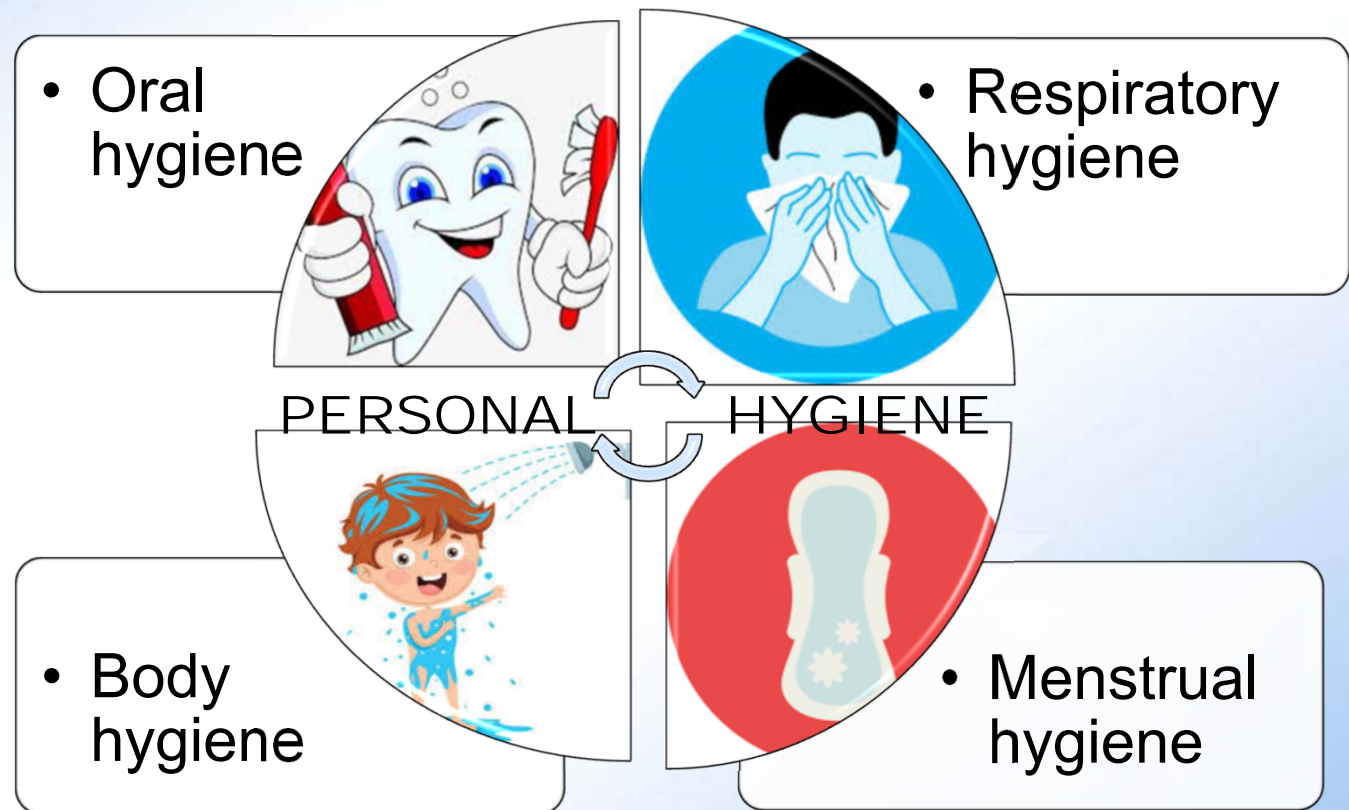 • Oral
hygiene
• Respiratory
hygiene
PERSONAL HYGIENE
• Body
hygiene
• Menstrual
hygiene